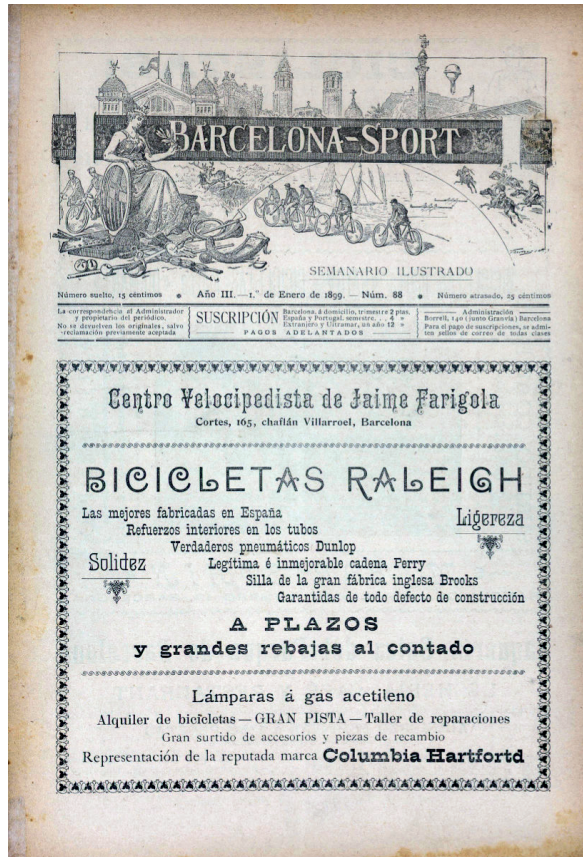 BARCELONA-SPORT
SEMANARIO ILUSTRADO
Número suelto, 15 céntimos • Año III. — 1.º de Enero de 1899. — Núm. 88 • Número atrasado, 25 céntimos
La correspondencia al Administrador
y propietario del periódico.
No se devuelven los originales, salvo
reclamación previamente aceptada
SUSCRIPCIÓN
Barcelona, á domicilio, trimestre 2 ptas.
España y Portugal, semestre. . . 4 »
Extranjero y Ultramar, un año 12 »
PAGOS ADELANTADOS
Administración
Borrell, 140 (junto Granvía) Barcelona
Para el pago de suscripciones, se admi-
ten sellos de correo de todas clases
Centro Velocipedista de Jaime Farigola
Cortes, 165, chaflán Villarroel, Barcelona
BICICLETAS RALEIGH
Las mejores fabricadas en España
Refuerzos interiores en los tubos
Ligereza
Verdaderos pneumáticos Dunlop
Solidez
Legítima é inmejorable cadena Perry
Silla de la gran fábrica inglesa Brooks
Garantidas de todo defecto de construcción
A PLAZOS
y grandes rebajas al contado
Lámparas á gas acetileno
Alquiler de bicicletas — GRAN PISTA — Taller de reparaciones
Gran surtido de accesorios y piezas de recambio
Representación de la reputada marca Columbia Hartfortd